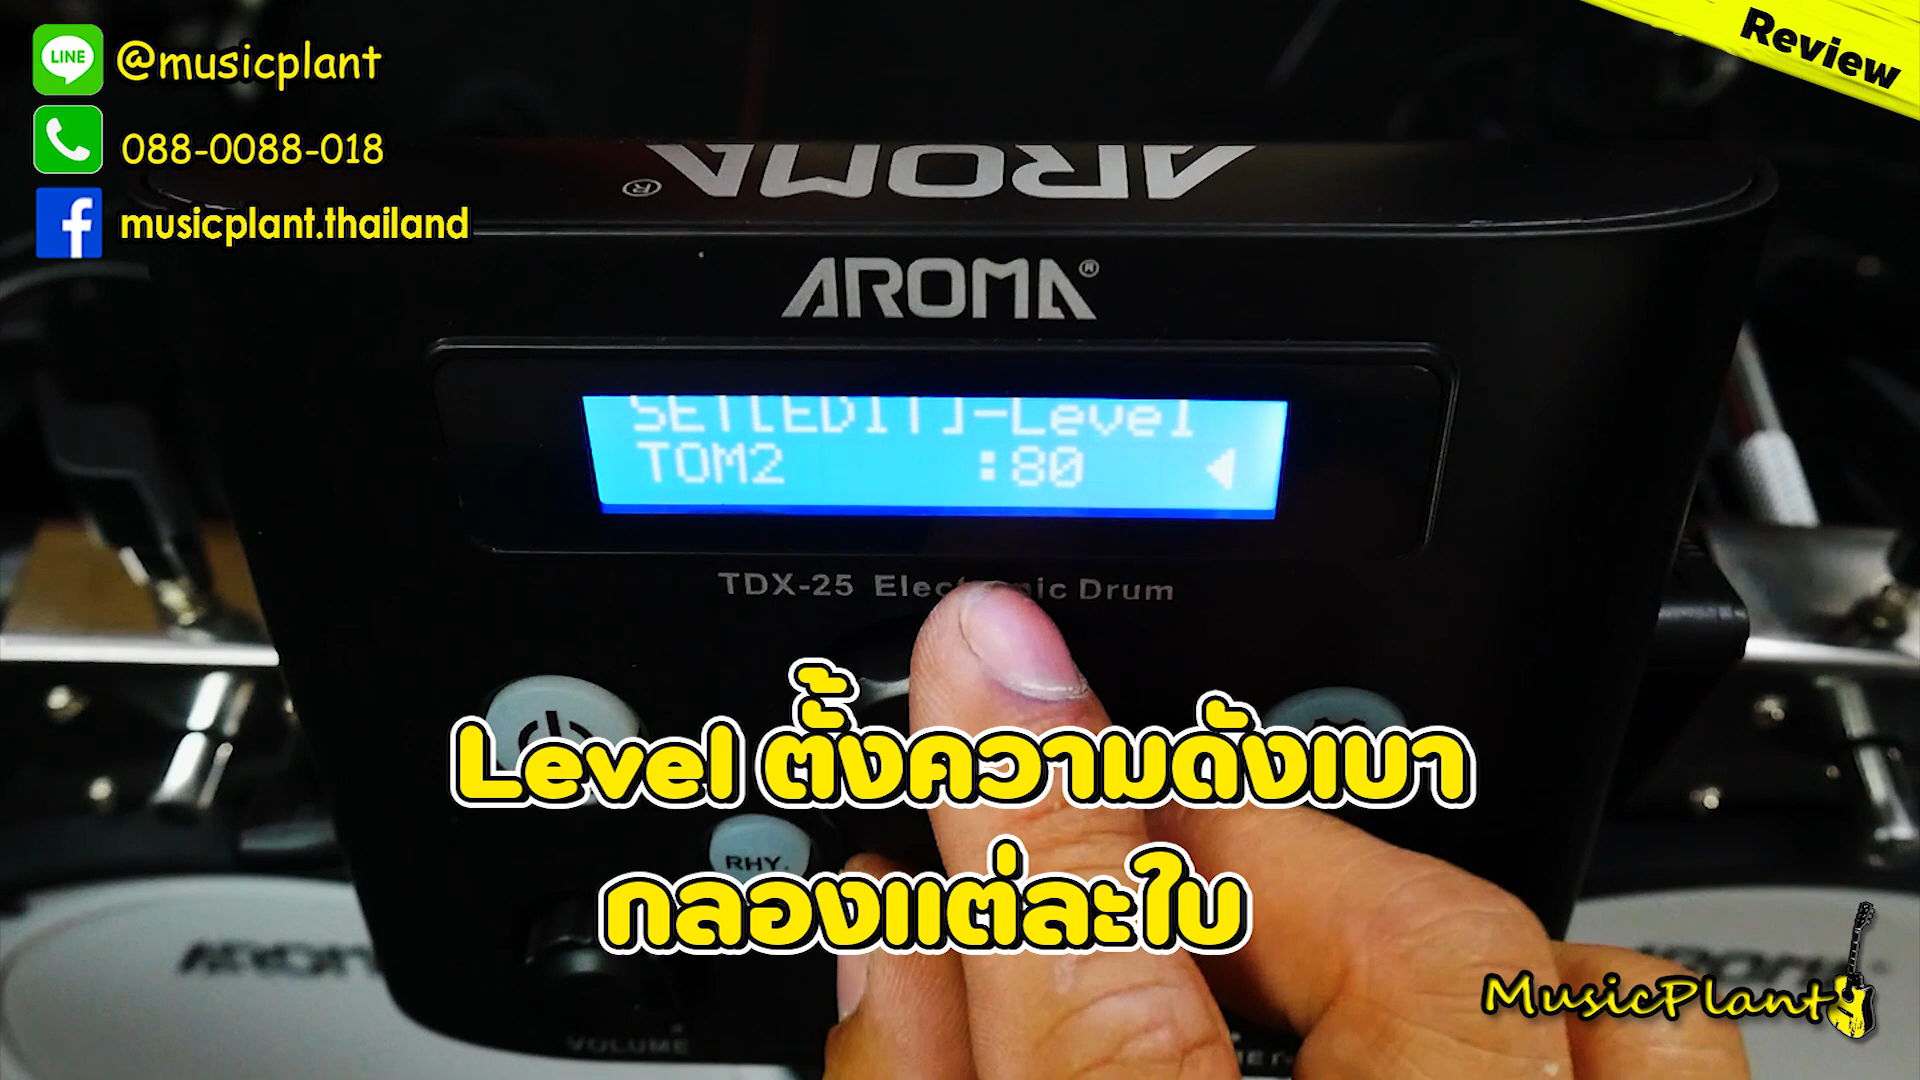 @musicplant
088-0088-018
musicplant.thailand
Review
LINE
AROMA®
AROMA®
SET[EDIT]-Level
TOM2 :80
TDX-25 Drum
Level ตั้งความดังเบา
RHY.
กลองแต่ละใบ
VOLUME
MusicPlant